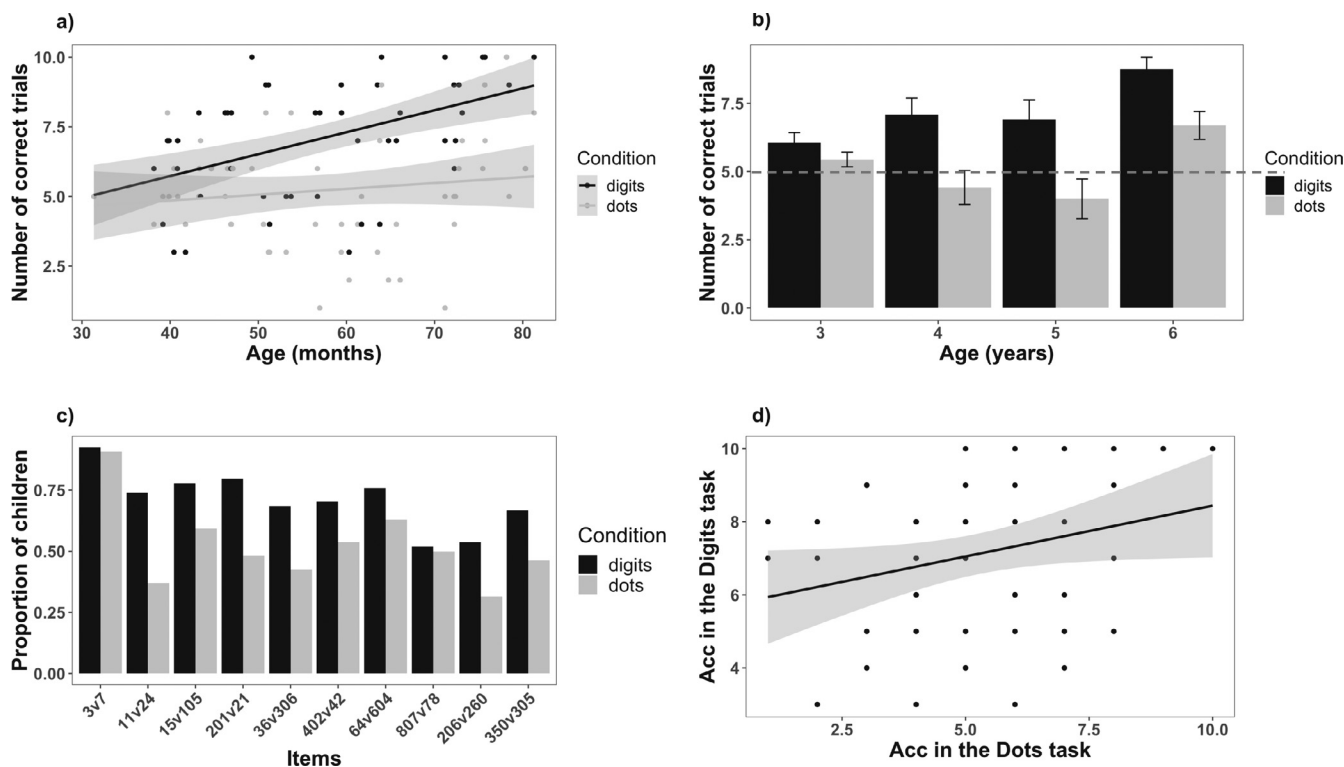 a)
Number of correct trials
10.0
7.5
5.0
2.5
30 40 50 60 70 80
Age (months)
Condition
digits
dots
b)
Number of correct trials
7.5
5.0
2.5
0.0
3 4 5 6
Age (years)
Condition
digits
dots
c)
Proportion of children
0.75
0.50
0.25
0.00
3v7 11v24 15v105 201v21 36v306 402v42 64v604 807v78 206v260 350v305
Items
Condition
digits
dots
d)
Acc in the Digits task
10
8
6
4
2.5 5.0 7.5 10.0
Acc in the Dots task